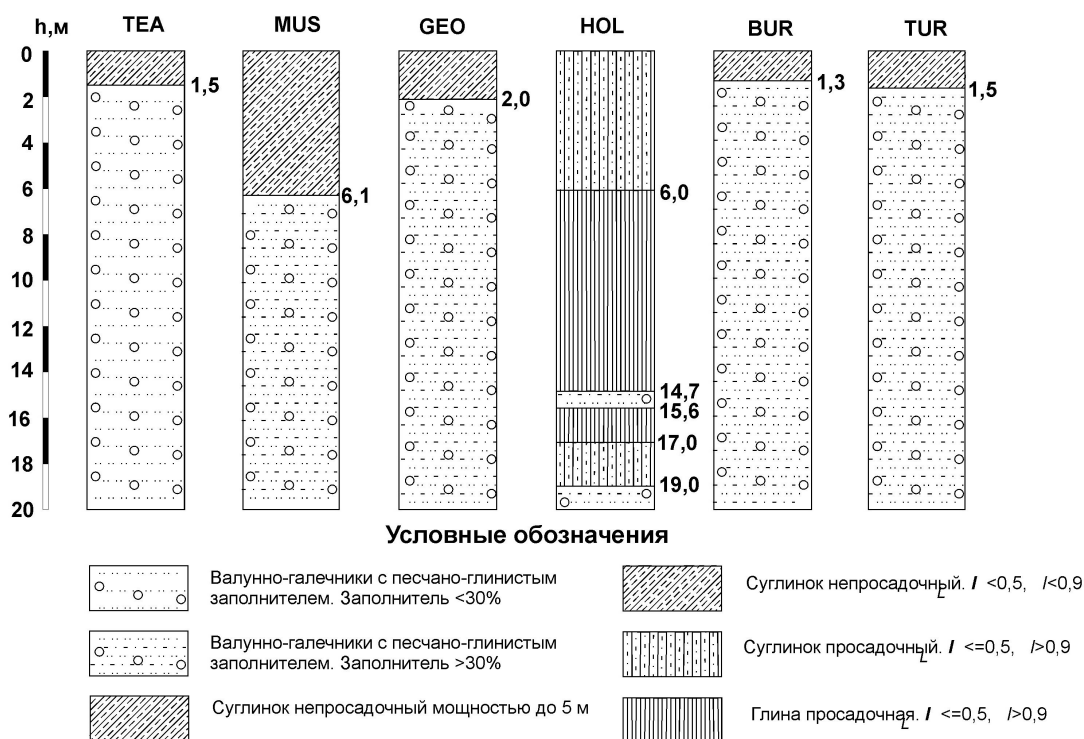 h,м TEA MUS GEO HOL BUR TUR
0
2
4
6
8
10
12
14
16
18
20
1,5
6,1
2,0
6,0
14,7
15,6
17,0
19,0
1,3
1,5
Условные обозначения
Валунно-галечники с песчано-глинистым
заполнителем. Заполнитель <30%
Валунно-галечники с песчано-глинистым
заполнителем. Заполнитель >30%
Суглинок непросадочный мощностью до 5 м
Суглинок непросадочный. I L <0,5, l<0,9
Суглинок просадочный. I L <=0,5, l>0,9
Глина просадочная. I L <=0,5, l>0,9